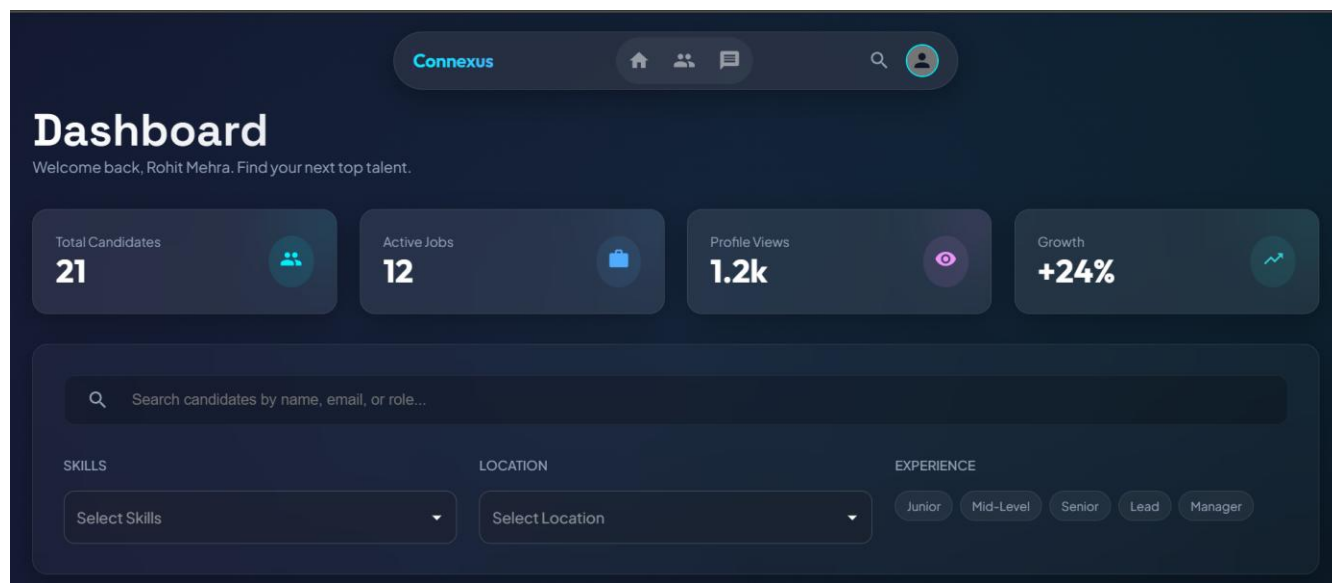 Connexus
Dashboard
Welcome back, Rohit Mehra. Find your next top talent.
Total Candidates
21
Active Jobs
12
Profile Views
1.2k
Growth
+24%
Search candidates by name, email, or role...
SKILLS
Select Skills
LOCATION
Select Location
EXPERIENCE
Junior Mid-Level Senior Lead Manager